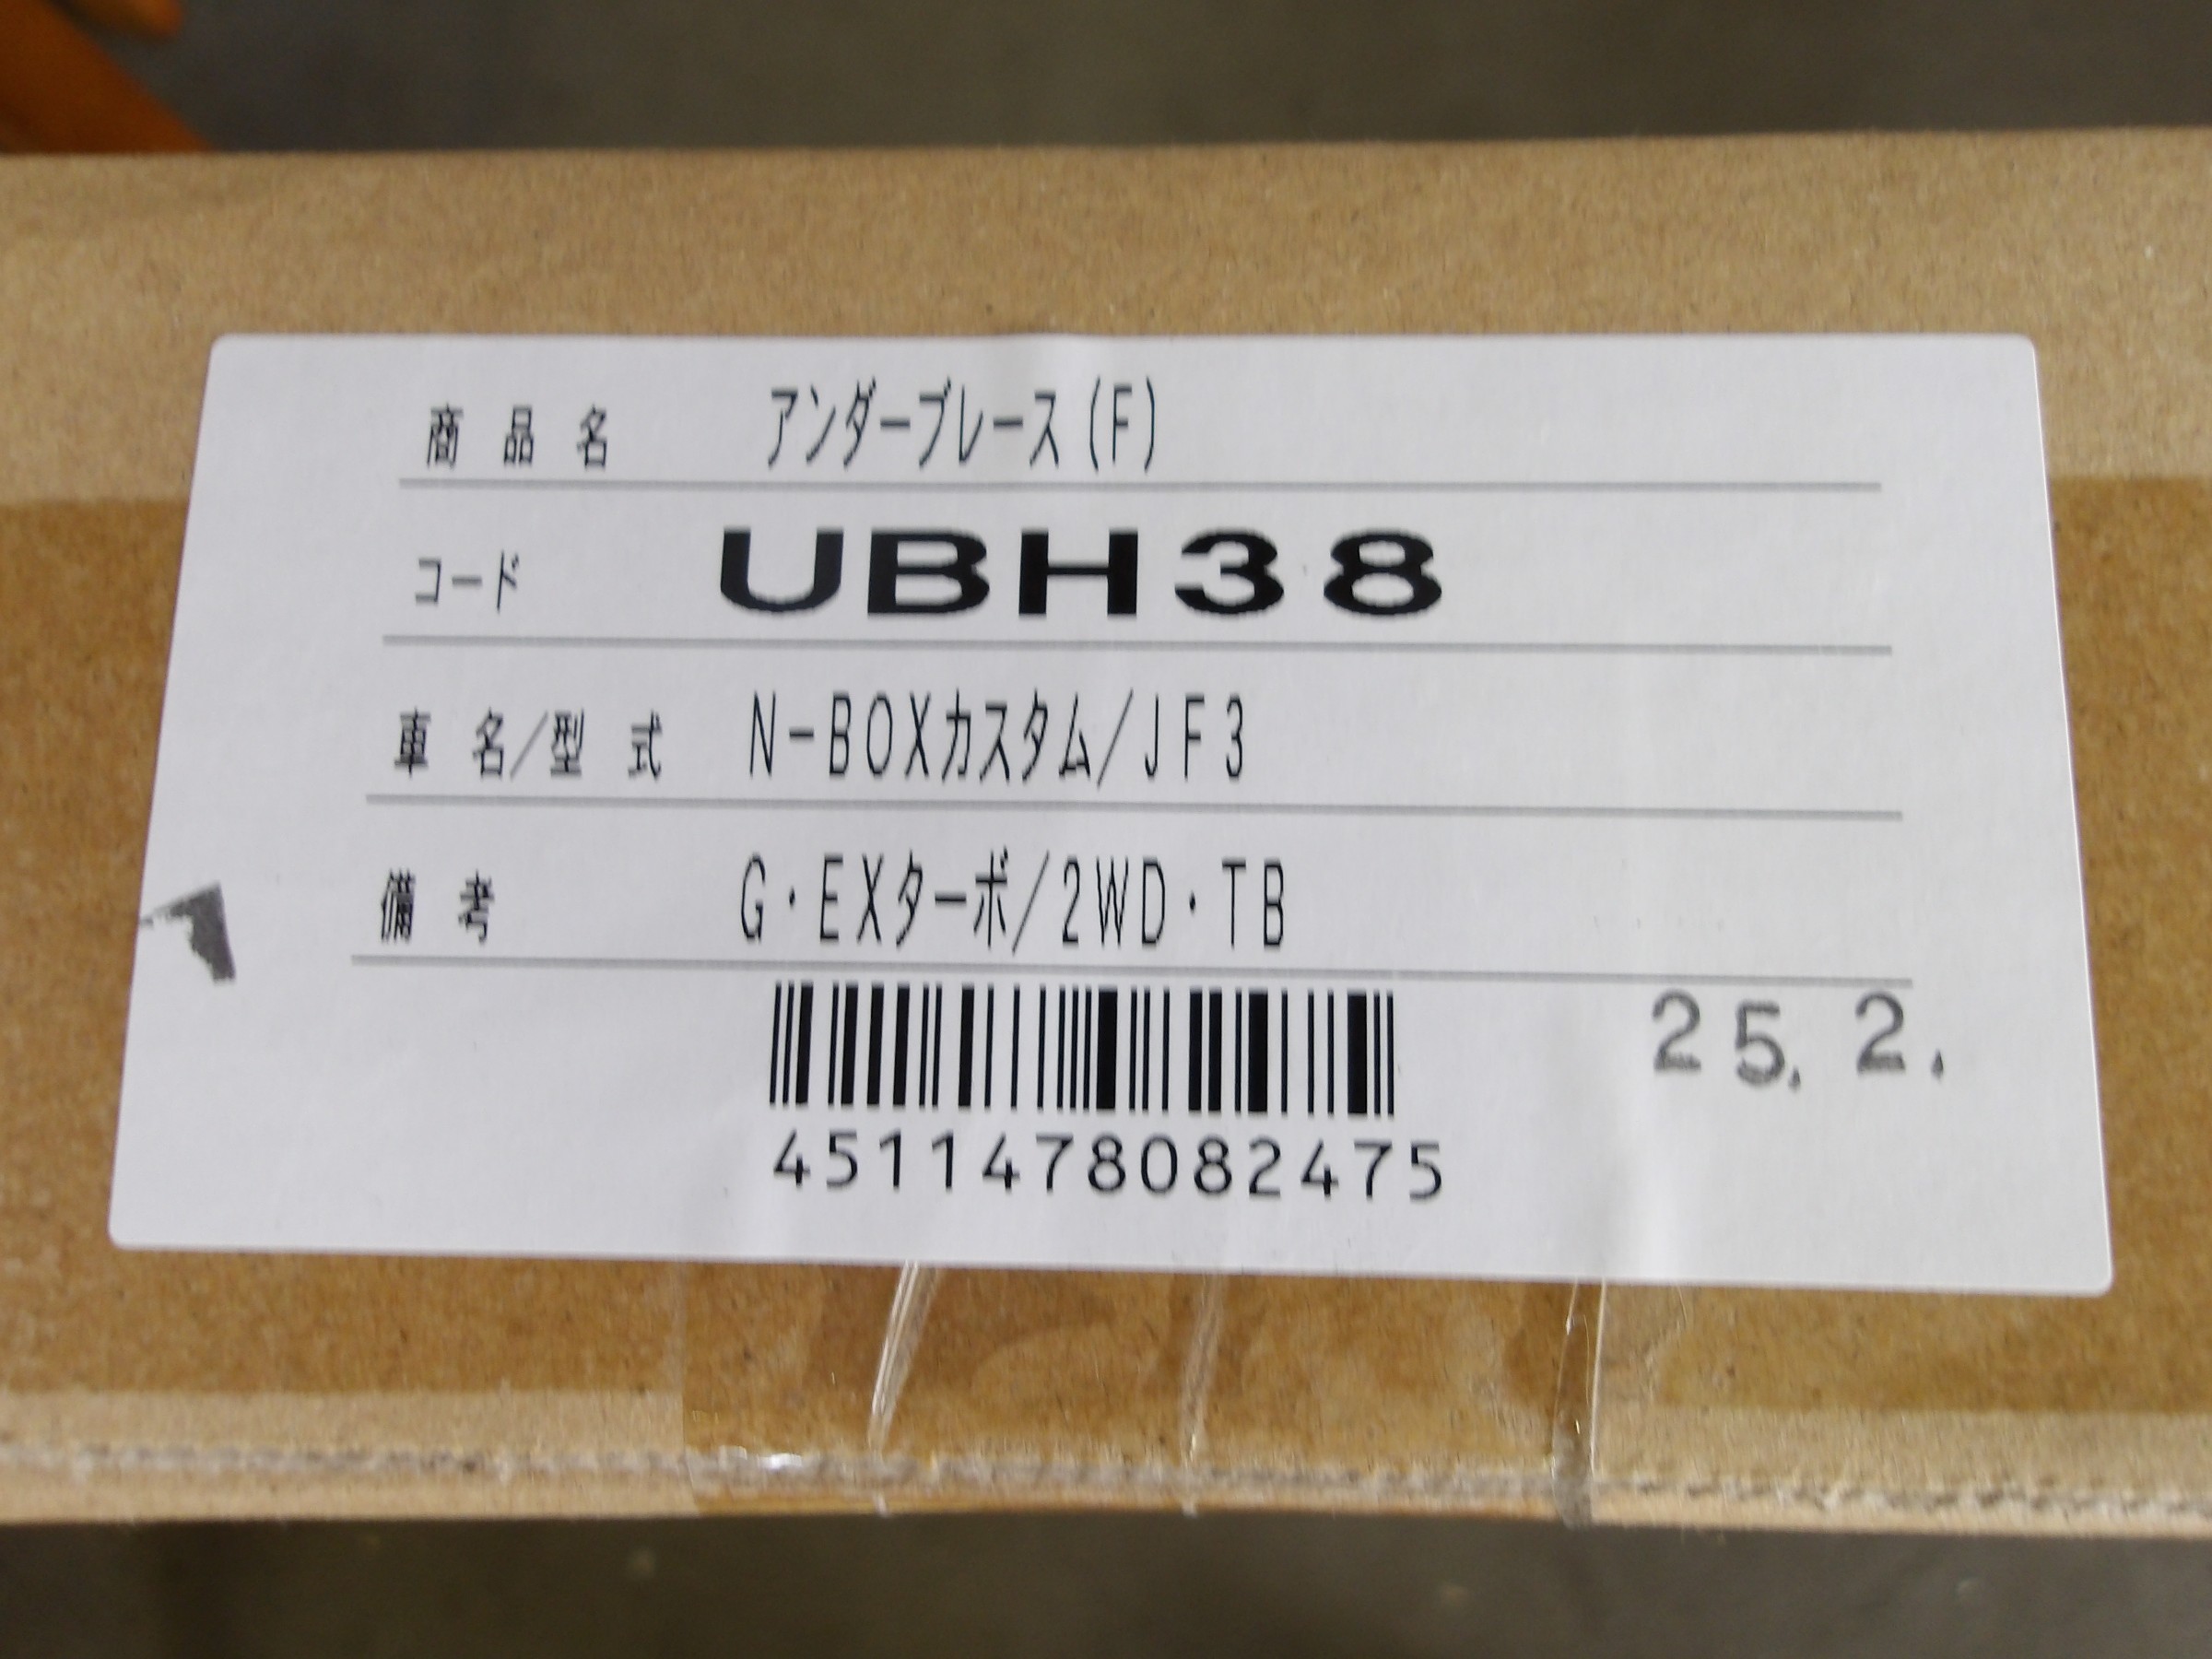 商品名 アンダーブレース(F)
コード UBH38
車名/型式 N-BOXカスタム/JF3
備考 G・EXターボ/2WD・TB
25. 2.
4511478082475